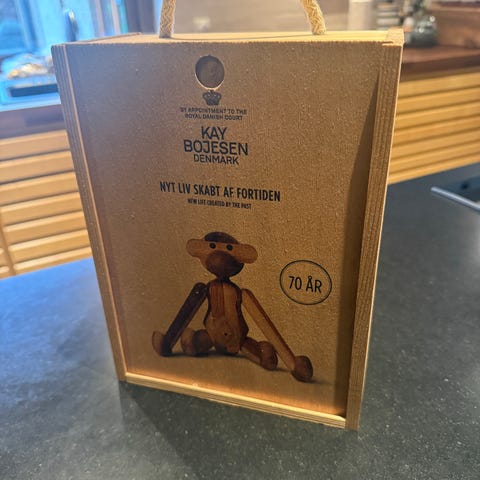 BY APPOINTMENT TO THE
ROYAL DANISH COURT
KAY
BOJESEN
DENMARK
NYT LIV SKABT AF FORTIDEN
NEW LIFE CREATED BY THE PAST
70 ÅR